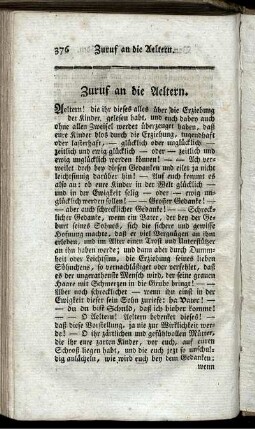 376 Zuruf an die Aeltern.
Zuruf an die Aeltern.
Aeltern! die ihr dieses alles über die Erziehung
der Kinder, gelesen habt, und euch dabey auch
ohne allen Zweifel werdet überzeuget haben, daß
eure Kinder blos durch die Erziehung, tugendhaft
oder lasterhaft, — glücklich oder unglücklich —
zeitlich und ewig glücklich — oder — zeitlich und
ewig unglücklich werden können! — — Ach ver-
weilet doch bey diesen Gedanken und eilet ja nicht
leichtsinnig darüber hin! — Auf euch kommt es
also an: ob eure Kinder in der Welt glücklich —
und in der Ewigkeit selig — oder — ewig un-
glücklich werden sollen! — — Großer Gedanke! —
— aber auch schrecklicher Gedanke! — — Schreck-
licher Gedanke, wenn ein Vater, der bey der Ge-
burt seines Sohnes, sich die sichere und gewisse
Hofnung machte, daß er viel Vergnügen an ihm
erleben, und im Alter einen Trost und Unterstützer
an ihm haben werde; und dann aber durch Dumm-
heit oder Leichtsinn, die Erziehung seines lieben
Söhnchens, so vernachläßiget oder verfehlet, daß
es der ungerathenste Mensch wird, der seine grauen
Haare mit Schmerzen in die Grube bringt! —
Aber noch schrecklicher — wenn ihn einst in der
Ewigkeit dieser sein Sohn zuriefe: ha Vater! —
— du bist Schuld, daß ich hieher komme! —
— O Aeltern! Aeltern bedenket dieses! —
daß diese Vorstellung, ja nie zur Wirklichkeit wer-
de! — O ihr zärtlichen und gefühlvollen Mütter,
die ihr eure zarten Kinder, vor euch, auf euren
Schooß liegen habt, und die euch jetzt so unschul-
dig anlächeln, wie wird euch bey dem Gedanken;
wenn